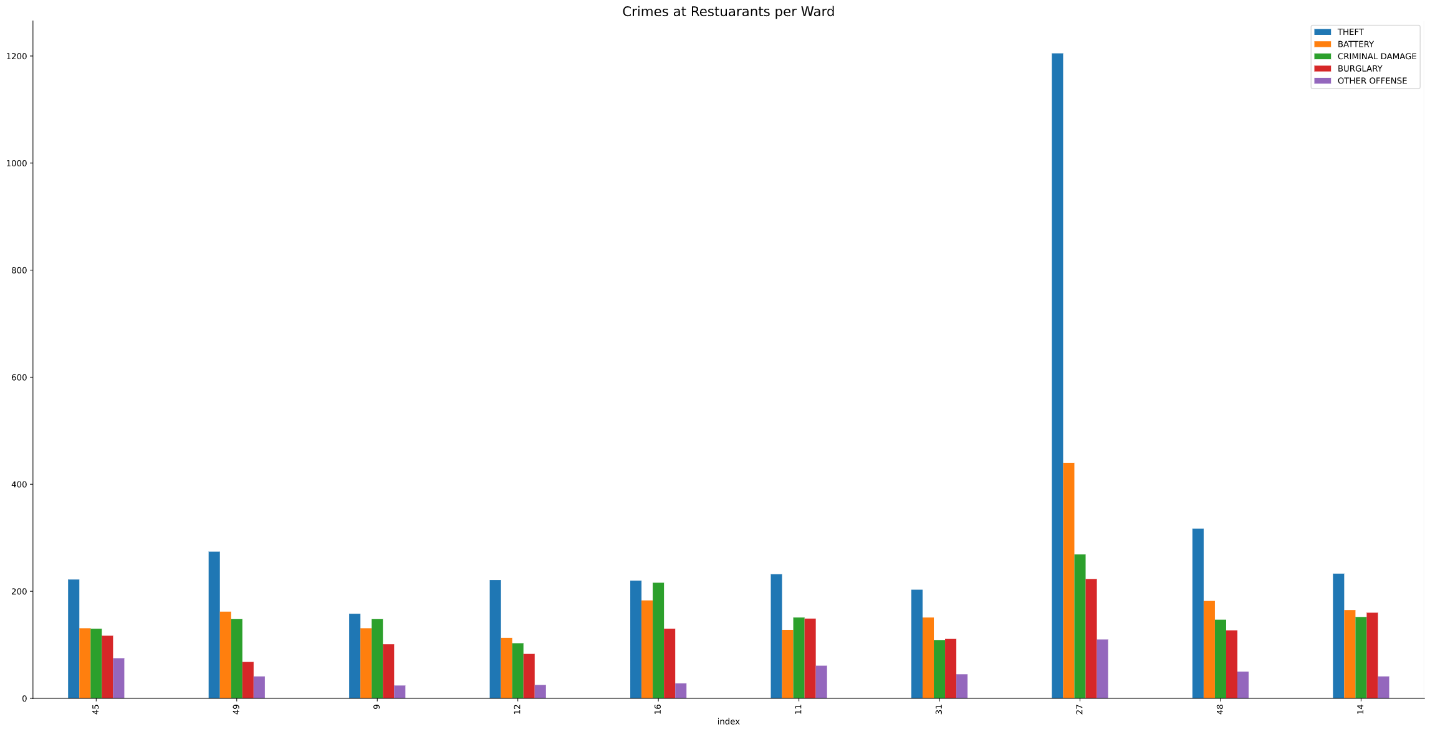 Crimes at Restuarants per Ward
THEFT
BATTERY
CRIMINAL DAMAGE
BURGLARY
OTHER OFFENSE
1200
1000
800
600
400
200
0
45
49
9
12
16
11
31
27
48
14
index